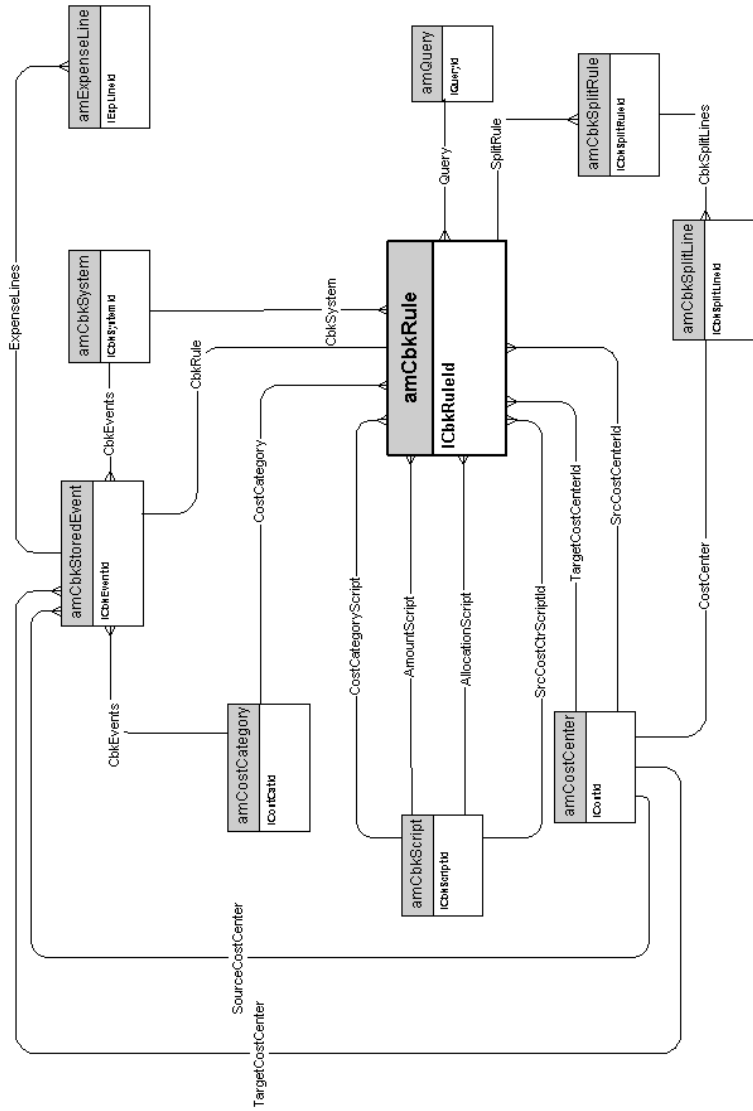 amExpenseLine
lExpLineId
ExpenseLines
amQuery
lQueryId
Query
SplitRule
amCbkSplitRule
lCbkSplitRuleId
CbkSplitLines
amCbkSystem
lCbkSystemId
CbkSystem
amCbkSplitLine
lCbkSplitLineId
CbkEvents
CbkRule
amCbkRule
lCbkRuleId
amCbkStoredEvent
lCbkEventId
CostCategory
CostCategoryScript
AmountScript
AllocationScript
SrcCostCtrScriptId
TargetCostCenterId
SrcCostCenterId
CostCenter
CbkEvents
amCostCategory
lCostCatId
amCbkScript
lCbkScriptId
amCostCenter
lCostId
SourceCostCenter
TargetCostCenter